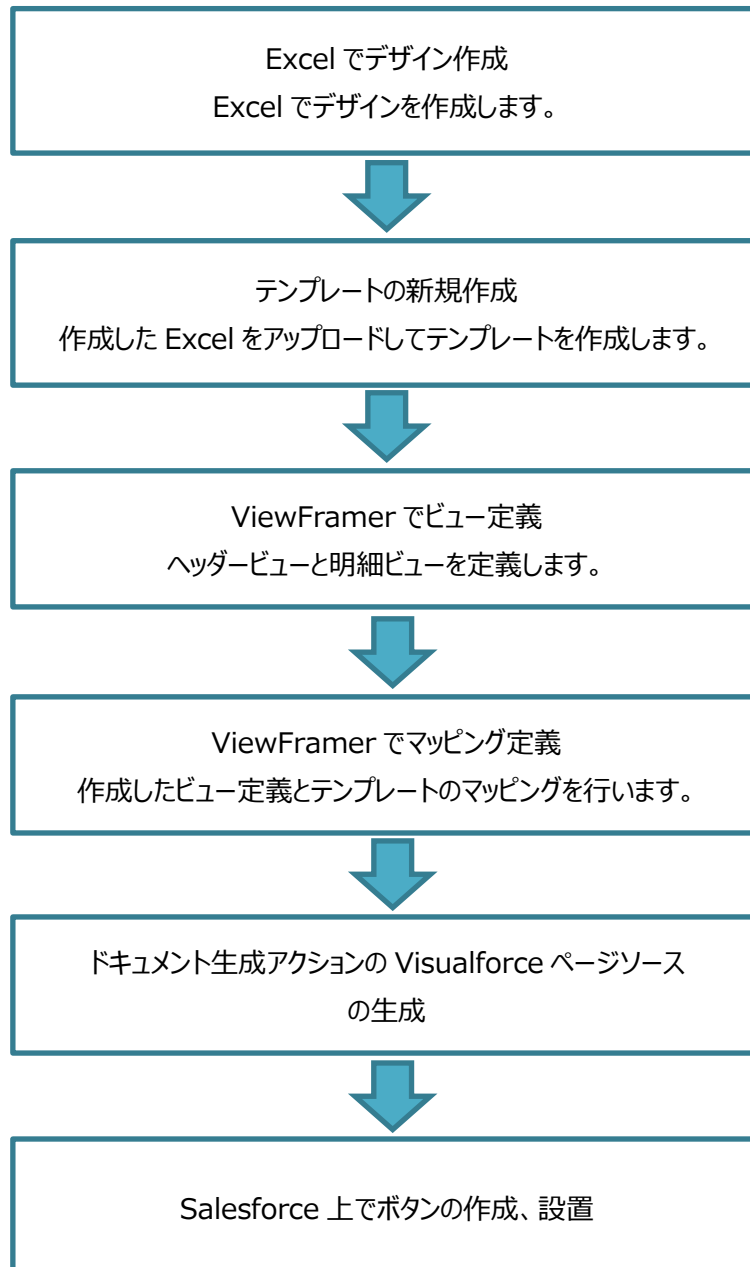 Excel でデザイン作成
Excel でデザインを作成します。
テンプレートの新規作成
作成した Excel をアップロードしてテンプレートを作成します。
ViewFramer でビュー定義
ヘッダービューと明細ビューを定義します。
ViewFramer でマッピング定義
作成したビュー定義とテンプレートのマッピングを行います。
ドキュメント生成アクションの Visualforce ページソース
の生成
Salesforce 上でボタンの作成、設置